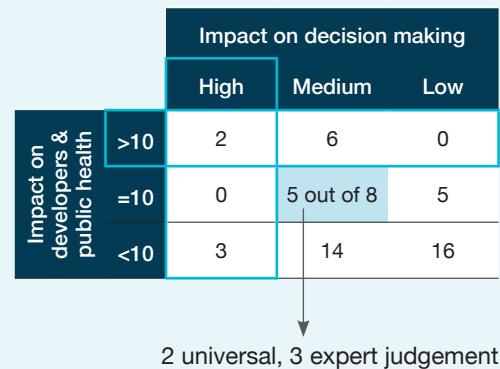 Impact on decision making
High Medium Low
Impact on
developers &
public health
>10 2 6 0
=10 0 5 out of 8 5
<10 3 14 16
2 universal, 3 expert judgement